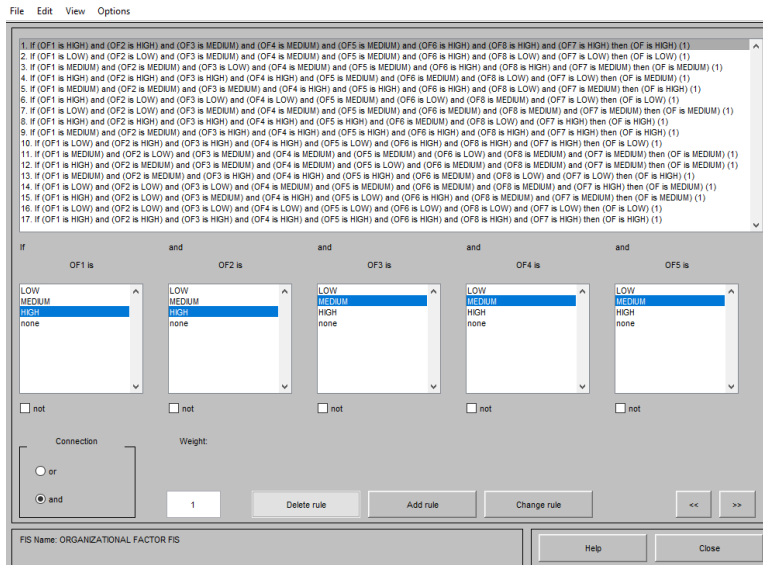 File Edit View Options
1. If (OF1 is HIGH) and (OF2 is HIGH) and (OF3 is MEDIUM) and (OF4 is MEDIUM) and (OF5 is MEDIUM) and (OF6 is HIGH) and (OF8 is HIGH) and (OF7 is HIGH) then (OF is HIGH) (1)
2. If (OF1 is LOW) and (OF2 is LOW) and (OF3 is MEDIUM) and (OF4 is MEDIUM) and (OF5 is MEDIUM) and (OF6 is HIGH) and (OF8 is LOW) and (OF7 is LOW) then (OF is LOW) (1)
3. If (OF1 is MEDIUM) and (OF2 is MEDIUM) and (OF3 is LOW) and (OF4 is MEDIUM) and (OF5 is MEDIUM) and (OF6 is HIGH) and (OF8 is HIGH) and (OF7 is MEDIUM) then (OF is MEDIUM) (1)
4. If (OF1 is HIGH) and (OF2 is HIGH) and (OF3 is HIGH) and (OF4 is HIGH) and (OF5 is MEDIUM) and (OF6 is MEDIUM) and (OF8 is LOW) and (OF7 is LOW) then (OF is MEDIUM) (1)
5. If (OF1 is MEDIUM) and (OF2 is MEDIUM) and (OF3 is MEDIUM) and (OF4 is HIGH) and (OF5 is HIGH) and (OF6 is HIGH) and (OF8 is LOW) and (OF7 is MEDIUM) then (OF is HIGH) (1)
6. If (OF1 is HIGH) and (OF2 is LOW) and (OF3 is LOW) and (OF4 is LOW) and (OF5 is MEDIUM) and (OF6 is LOW) and (OF8 is MEDIUM) and (OF7 is LOW) then (OF is LOW) (1)
7. If (OF1 is LOW) and (OF2 is LOW) and (OF3 is MEDIUM) and (OF4 is HIGH) and (OF5 is MEDIUM) and (OF6 is MEDIUM) and (OF8 is HIGH) and (OF7 is LOW) then (OF is MEDIUM) (1)
8. If (OF1 is HIGH) and (OF2 is HIGH) and (OF3 is HIGH) and (OF4 is HIGH) and (OF5 is HIGH) and (OF6 is MEDIUM) and (OF8 is HIGH) and (OF7 is LOW) then (OF is HIGH) (1)
9. If (OF1 is MEDIUM) and (OF2 is MEDIUM) and (OF3 is HIGH) and (OF4 is HIGH) and (OF5 is HIGH) and (OF6 is HIGH) and (OF8 is HIGH) and (OF7 is HIGH) then (OF is HIGH) (1)
10. If (OF1 is LOW) and (OF2 is HIGH) and (OF3 is HIGH) and (OF4 is HIGH) and (OF5 is LOW) and (OF6 is HIGH) and (OF8 is HIGH) and (OF7 is HIGH) then (OF is LOW) (1)
11. If (OF1 is MEDIUM) and (OF2 is LOW) and (OF3 is MEDIUM) and (OF4 is MEDIUM) and (OF5 is MEDIUM) and (OF6 is LOW) and (OF8 is MEDIUM) and (OF7 is MEDIUM) then (OF is MEDIUM) (1)
12. If (OF1 is HIGH) and (OF2 is HIGH) and (OF3 is MEDIUM) and (OF4 is MEDIUM) and (OF5 is LOW) and (OF6 is MEDIUM) and (OF8 is HIGH) and (OF7 is MEDIUM) then (OF is MEDIUM) (1)
13. If (OF1 is MEDIUM) and (OF2 is MEDIUM) and (OF3 is HIGH) and (OF4 is HIGH) and (OF5 is HIGH) and (OF6 is MEDIUM) and (OF8 is LOW) and (OF7 is LOW) then (OF is HIGH) (1)
14. If (OF1 is LOW) and (OF2 is LOW) and (OF3 is LOW) and (OF4 is MEDIUM) and (OF5 is MEDIUM) and (OF6 is MEDIUM) and (OF8 is MEDIUM) and (OF7 is HIGH) then (OF is MEDIUM) (1)
15. If (OF1 is HIGH) and (OF2 is LOW) and (OF3 is MEDIUM) and (OF4 is HIGH) and (OF5 is LOW) and (OF6 is HIGH) and (OF8 is MEDIUM) and (OF7 is MEDIUM) then (OF is MEDIUM) (1)
16. If (OF1 is LOW) and (OF2 is LOW) and (OF3 is LOW) and (OF4 is LOW) and (OF5 is LOW) and (OF6 is LOW) and (OF8 is LOW) and (OF7 is LOW) then (OF is LOW) (1)
17. If (OF1 is HIGH) and (OF2 is HIGH) and (OF3 is HIGH) and (OF4 is HIGH) and (OF5 is HIGH) and (OF6 is HIGH) and (OF8 is HIGH) and (OF7 is HIGH) then (OF is HIGH) (1)
If and and and and
OF1 is OF2 is OF3 is OF4 is OF5 is
LOW LOW LOW LOW LOW
MEDIUM MEDIUM MEDIUM MEDIUM MEDIUM
HIGH HIGH HIGH HIGH HIGH
none none none none none
not not not not not
Connection Weight:
or
and 1 Delete rule Add rule Change rule << >>
FIS Name: ORGANIZATIONAL FACTOR FIS
Help Close